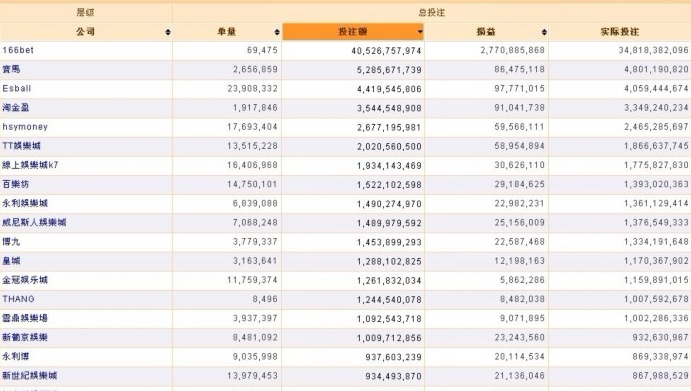 层级 总投注
公司 单量 投注额 损益 实际投注
166bet 69,475 40,526,757,974 2,770,885,868 34,818,382,096
寶馬 2,656,859 5,285,671,739 86,475,118 4,801,190,820
Esball 23,908,332 4,419,545,806 97,771,015 4,059,444,674
淘金盈 1,917,846 3,544,548,908 91,041,738 3,349,240,234
hsymoney 17,693,404 2,677,195,981 59,566,111 2,465,285,697
TT娛樂城 13,515,228 2,020,560,500 58,954,894 1,866,637,745
線上娛樂城k7 16,406,968 1,934,143,469 30,626,110 1,775,827,830
百樂坊 14,750,101 1,522,102,598 29,184,625 1,393,020,363
永利娛樂城 6,839,088 1,490,274,970 22,982,231 1,361,129,414
威尼斯人娛樂城 7,068,248 1,489,979,592 25,156,009 1,376,549,333
博九 3,779,337 1,453,899,293 22,587,468 1,334,191,648
皇城 3,163,641 1,288,102,825 12,198,163 1,170,367,902
金冠娱乐城 11,759,374 1,261,832,034 5,862,286 1,159,891,015
THANG 8,496 1,244,540,078 8,482,038 1,007,592,678
雲鼎娛樂場 3,937,397 1,092,543,718 9,071,895 1,002,286,336
新葡京娛樂 8,481,092 1,009,712,856 23,243,560 932,630,967
永利博 9,035,998 937,603,239 20,114,534 869,338,974
新世紀娛樂城 13,979,453 934,493,870 21,136,046 867,988,529